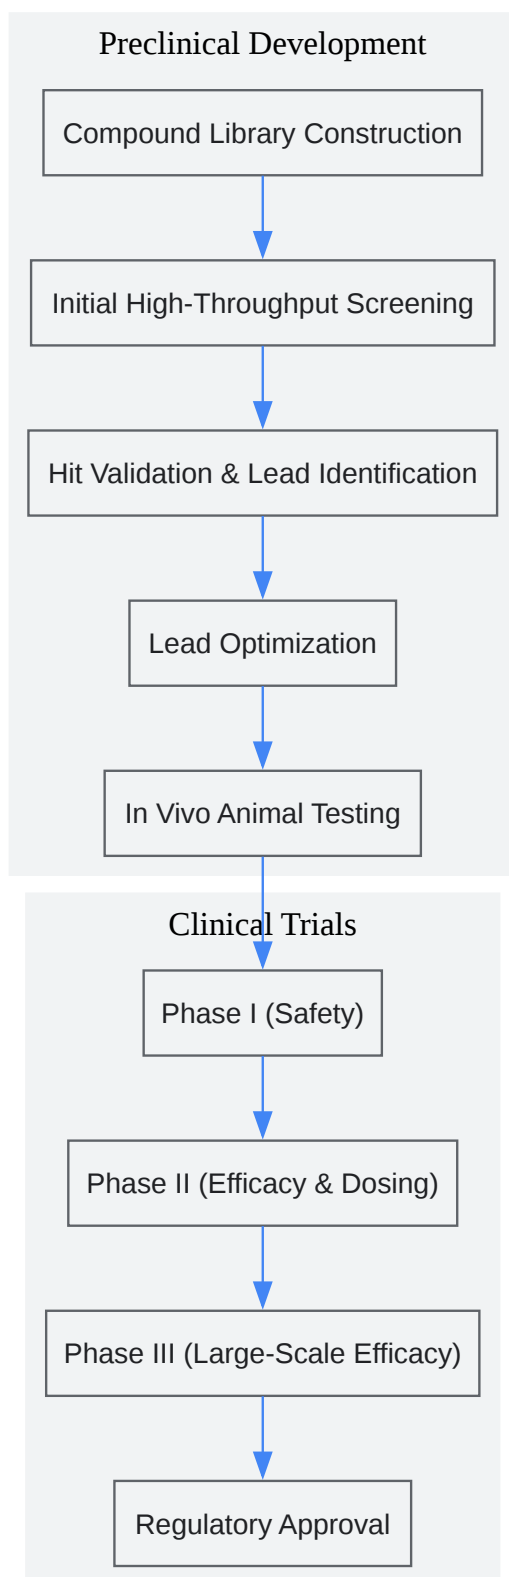 Preclinical Development
Compound Library Construction
Initial High-Throughput Screening
Hit Validation & Lead Identification
Lead Optimization
In Vivo Animal Testing
Clinical Trials
Phase I (Safety)
Phase II (Efficacy & Dosing)
Phase III (Large-Scale Efficacy)
Regulatory Approval